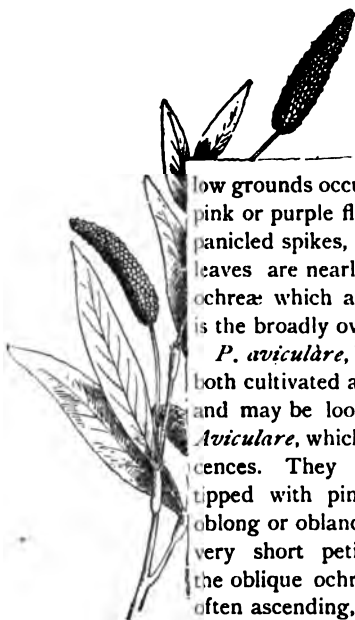 low grounds occu
pink or purple fl
panicled spikes,
leaves are nearl
ochreæ which a
is the broadly ov
P. aviculàre,
both cultivated a
and may be loo
Aviculare, which
cences. They
tipped with pin
oblong or oblanc
very short peti
the oblique ochr
often ascending,